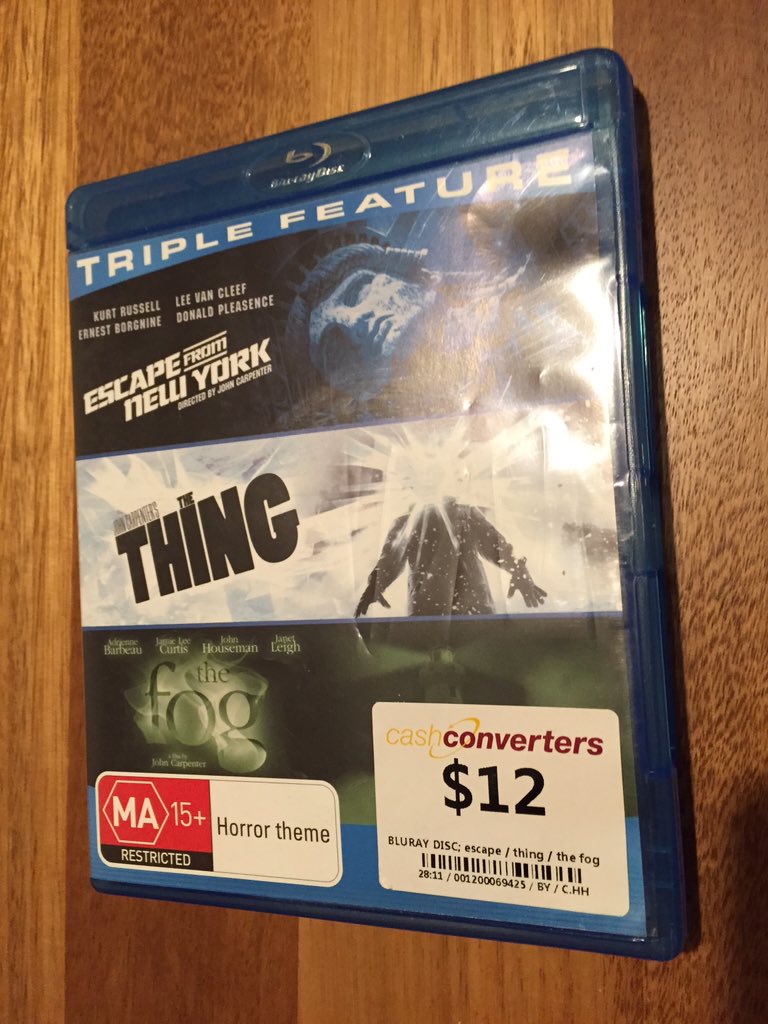 Blu-ray Disc
TRIPLE FEATURE
KURT RUSSELL LEE VAN CLEEF
ERNEST BORGNINE DONALD PLEASENCE
ESCAPE FROM
NEW YORK
DIRECTED BY JOHN CARPENTER
JOHN CARPENTER'S
THE
THING
Adrienne Barbeau
Jamie Lee Curtis
John Houseman
Janet Leigh
the
fog
a film by
John Carpenter
MA 15+
RESTRICTED
Horror theme
cashconverters
$12
BLURAY DISC; escape / thing / the fog
28:11 / 001200069425 / BY / C.HH